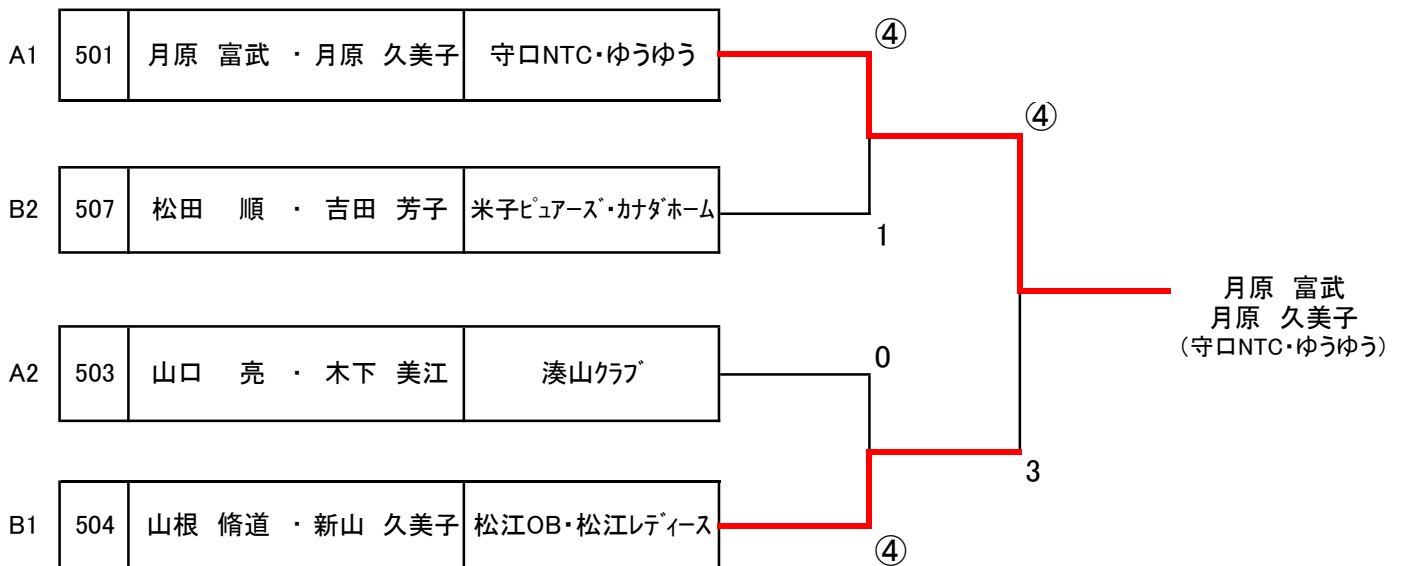 ④
A1 501 月原 富武 ・ 月原 久美子 守口NTC・ゆうゆう
④
B2 507 松田 順 ・ 吉田 芳子 米子ピュアーズ・カナダホーム
1
月原 富武
月原 久美子
(守口NTC・ゆうゆう)
0
A2 503 山口 亮 ・ 木下 美江 湊山クラブ
3
B1 504 山根 脩道 ・ 新山 久美子 松江OB・松江レディース
④